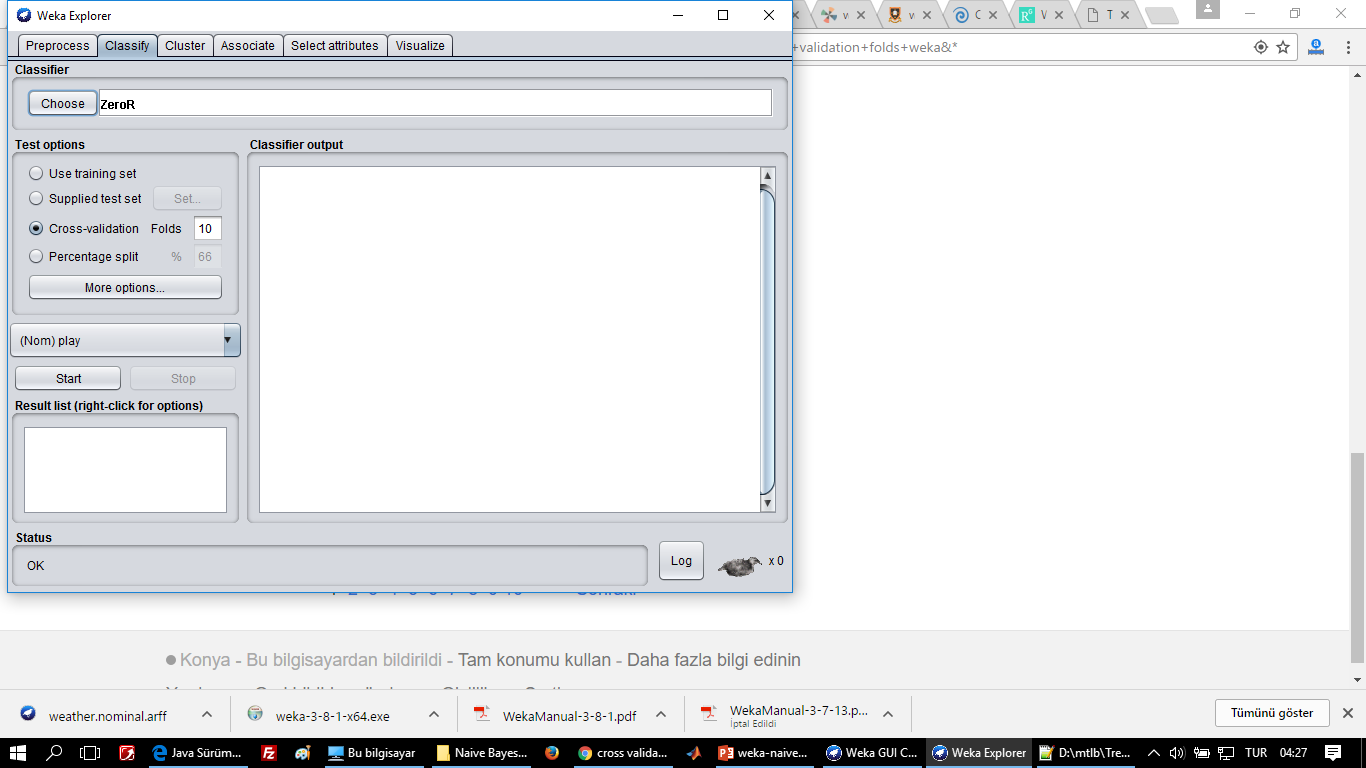 Weka Explorer
Preprocess Classify Cluster Associate Select attributes Visualize
+validation+folds+weka&*
Classifier
Choose ZeroR
Test options
Use training set
Supplied test set Set...
Cross-validation Folds 10
Percentage split % 66
More options...
(Nom) play
Start Stop
Result list (right-click for options)
Classifier output
Status
OK
Log x 0
Konya - Bu bilgisayardan bildirildi - Tam konumu kullan - Daha fazla bilgi edinin
weather.nominal.arff
weka-3-8-1-x64.exe
WekaManual-3-8-1.pdf
WekaManual-3-7-13.p...
İptal Edildi
Tümünü göster
Java Sürüm... Bu bilgisayar Naive Bayes... cross valida... weka-naive... Weka GUI C... Weka Explorer D:\mtlb\Tre... TUR 04:27